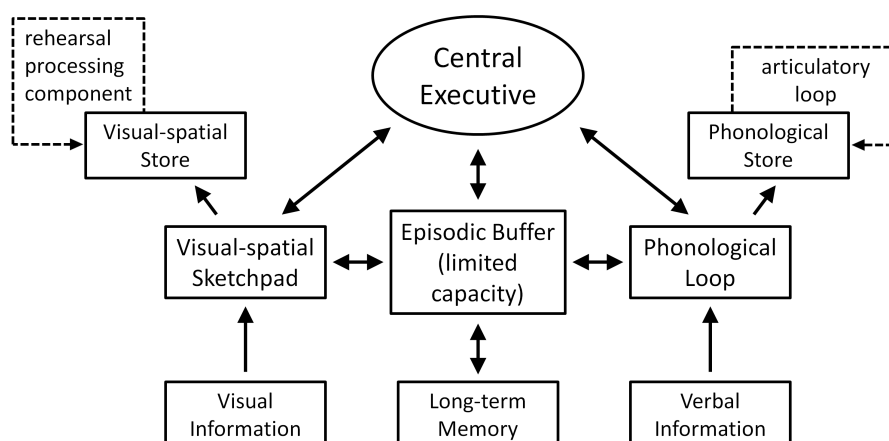 rehearsal
processing
component
Central
Executive
articulatory
loop
Visual-spatial
Store
Phonological
Store
Visual-spatial
Sketchpad
Episodic Buffer
(limited
capacity)
Phonological
Loop
Visual
Information
Long-term
Memory
Verbal
Information